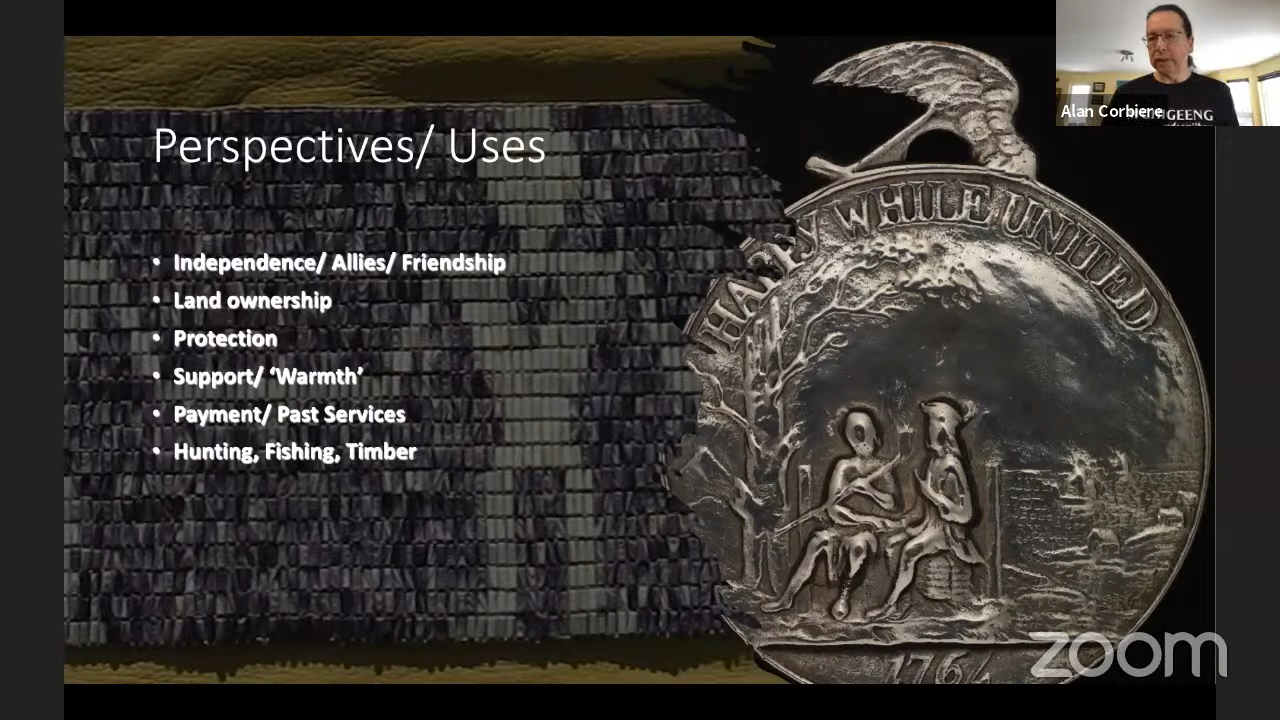 Perspectives/ Uses
• Independence/ Allies/ Friendship
• Land ownership
• Protection
• Support/ ‘Warmth’
• Payment/ Past Services
• Hunting, Fishing, Timber
HAPPY WHILE UNITED
1764
Alan Corbiere
zoom